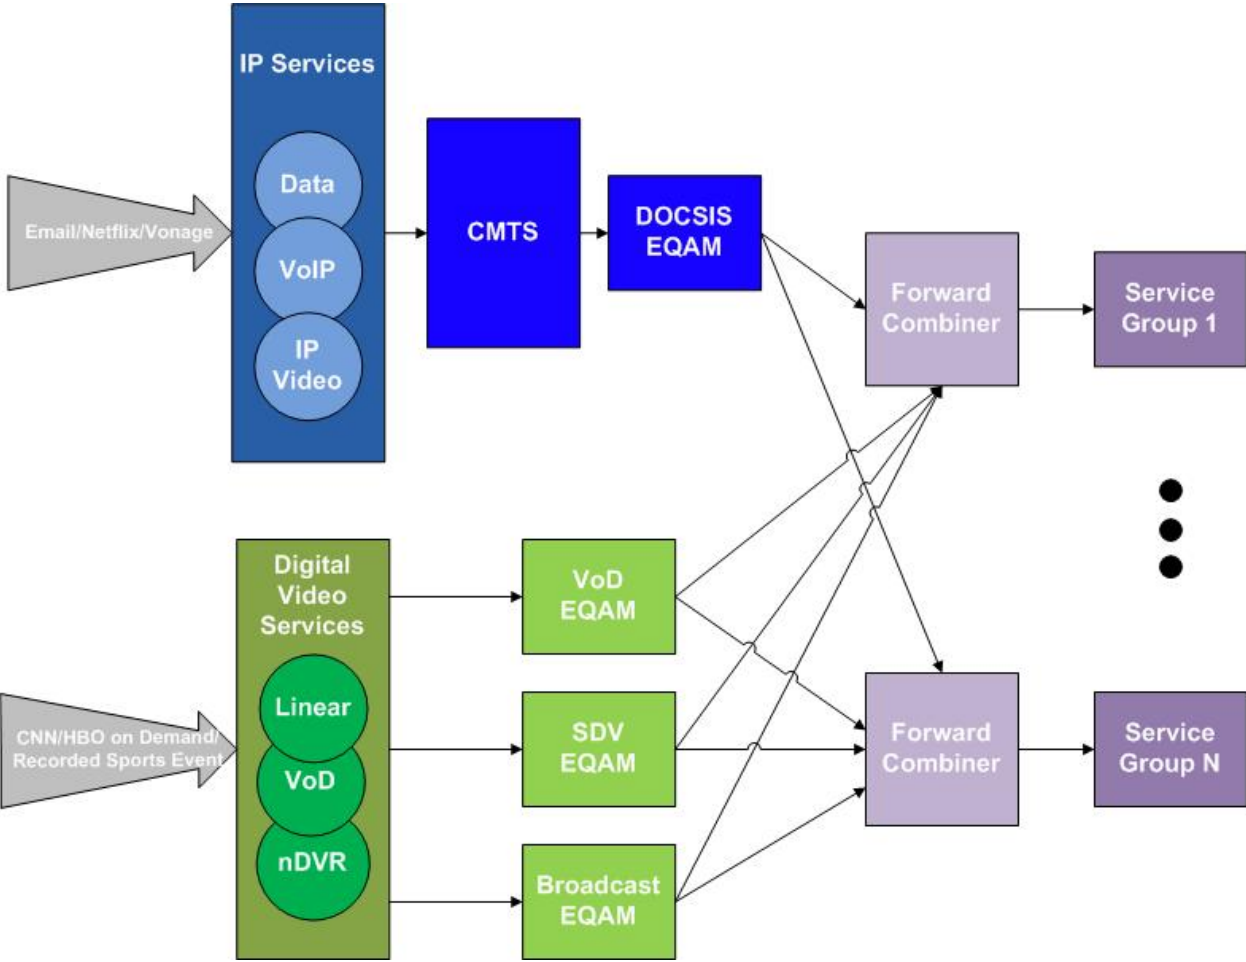 IP Services
Data
VoIP
IP
Video
Email/Netflix/Vonage
CMTS
DOCSIS
EQAM
Forward
Combiner
Service
Group 1
Digital
Video
Services
Linear
VoD
nDVR
CNN/HBO on Demand/
Recorded Sports Event
VoD
EQAM
SDV
EQAM
Broadcast
EQAM
Forward
Combiner
Service
Group N